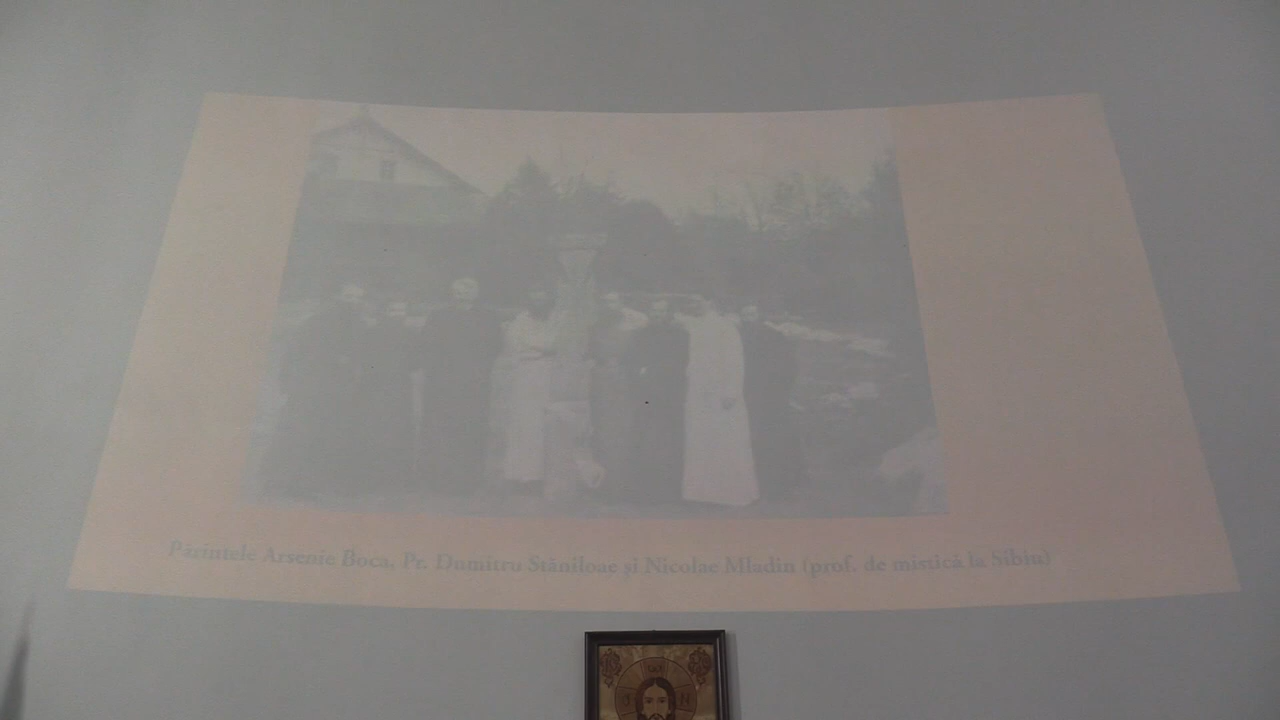 Părintele Arsenie Boca, Pr. Dumitru Stăniloae și Nicolae Mladin (prof. de mistică la Sibiu)